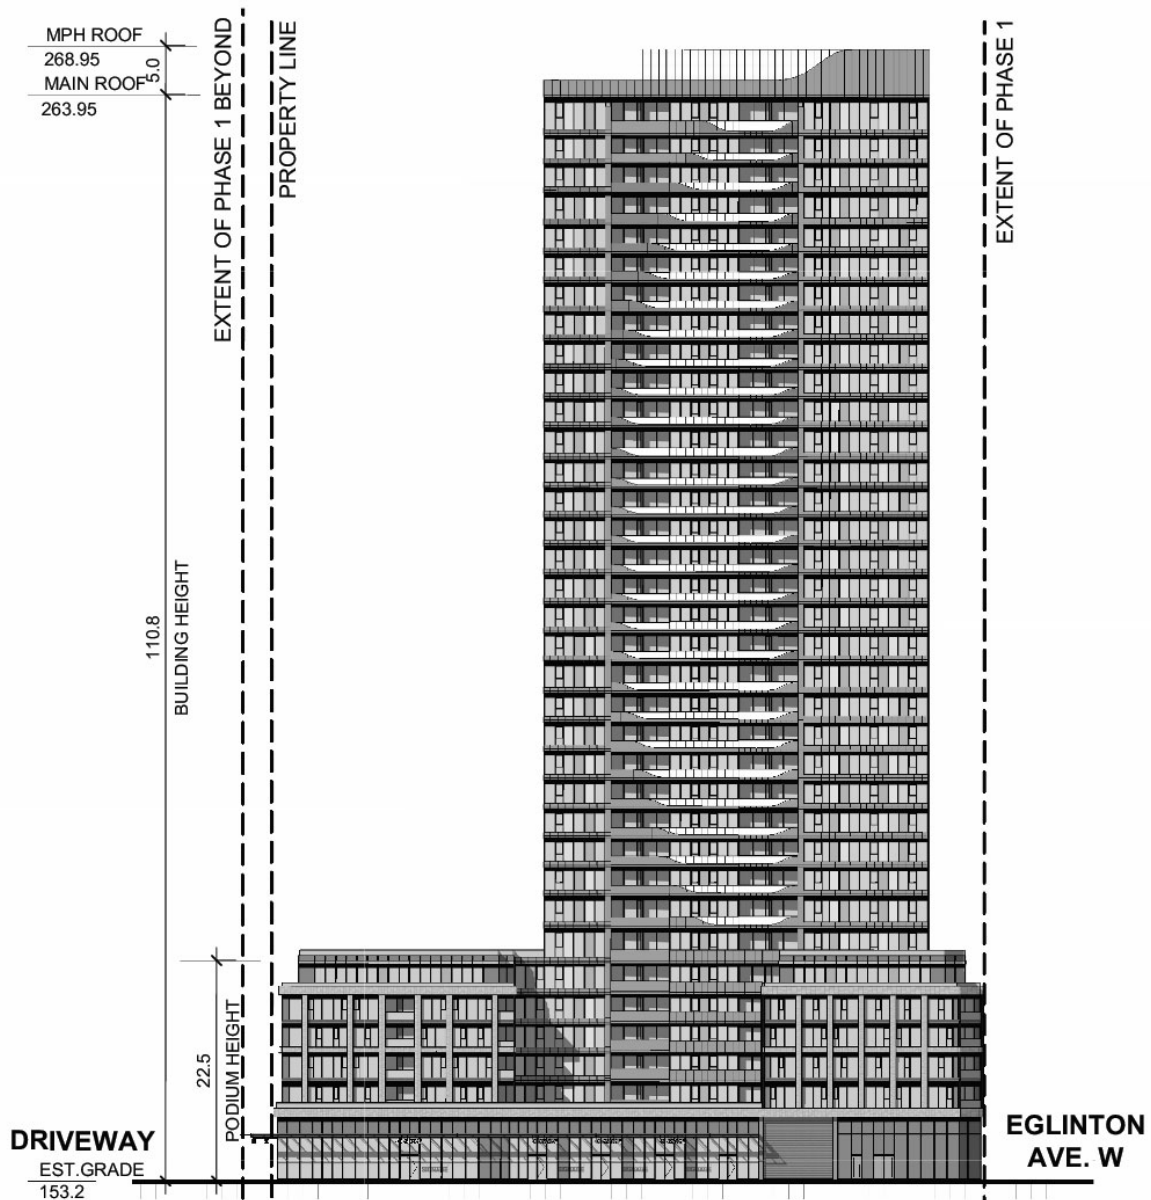 MPH ROOF
268.95
5.0
MAIN ROOF
263.95
EXTENT OF PHASE 1 BEYOND
PROPERTY LINE
EXTENT OF PHASE 1
110.8
BUILDING HEIGHT
22.5
PODIUM HEIGHT
DRIVEWAY
EST.GRADE
153.2
EGLINTON
AVE. W